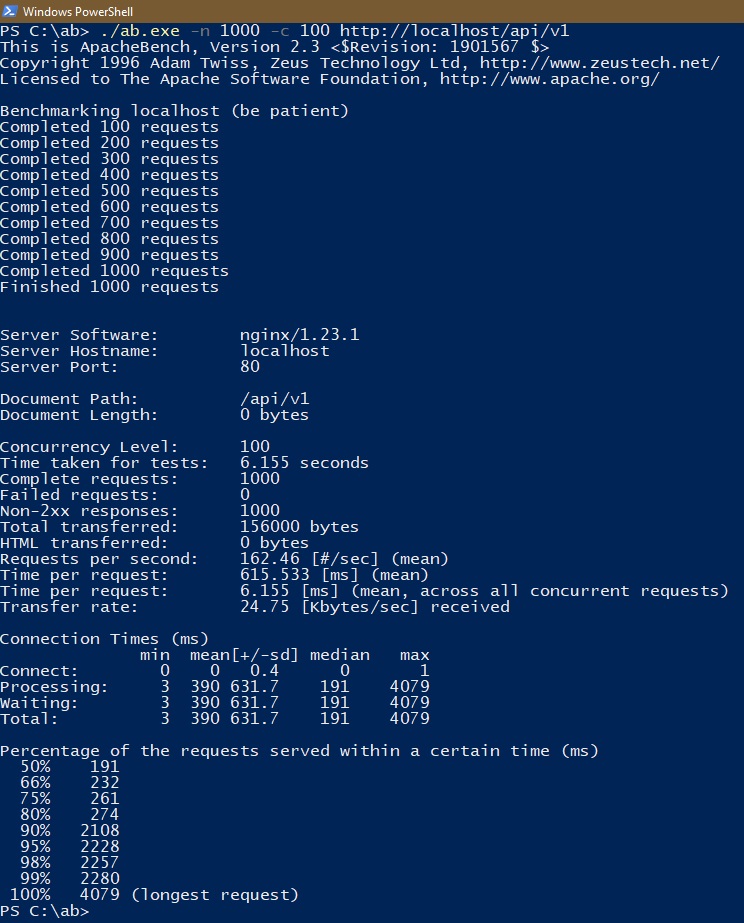 Windows PowerShell
PS C:\ab> ./ab.exe -n 1000 -c 100 http://localhost/api/v1
This is ApacheBench, Version 2.3 <$Revision: 1901567 $>
Copyright 1996 Adam Twiss, Zeus Technology Ltd, http://www.zeustech.net/
Licensed to The Apache Software Foundation, http://www.apache.org/

Benchmarking localhost (be patient)
Completed 100 requests
Completed 200 requests
Completed 300 requests
Completed 400 requests
Completed 500 requests
Completed 600 requests
Completed 700 requests
Completed 800 requests
Completed 900 requests
Completed 1000 requests
Finished 1000 requests


Server Software:        nginx/1.23.1
Server Hostname:        localhost
Server Port:            80

Document Path:          /api/v1
Document Length:        0 bytes

Concurrency Level:      100
Time taken for tests:   6.155 seconds
Complete requests:      1000
Failed requests:        0
Non-2xx responses:      1000
Total transferred:      156000 bytes
HTML transferred:       0 bytes
Requests per second:    162.46 [#/sec] (mean)
Time per request:       615.533 [ms] (mean)
Time per request:       6.155 [ms] (mean, across all concurrent requests)
Transfer rate:          24.75 [Kbytes/sec] received

Connection Times (ms)
              min  mean[+/-sd] median   max
Connect:        0    0   0.4      0       1
Processing:     3  390 631.7    191    4079
Waiting:        3  390 631.7    191    4079
Total:          3  390 631.7    191    4079

Percentage of the requests served within a certain time (ms)
  50%    191
  66%    232
  75%    261
  80%    274
  90%   2108
  95%   2228
  98%   2257
  99%   2280
 100%   4079 (longest request)
PS C:\ab>